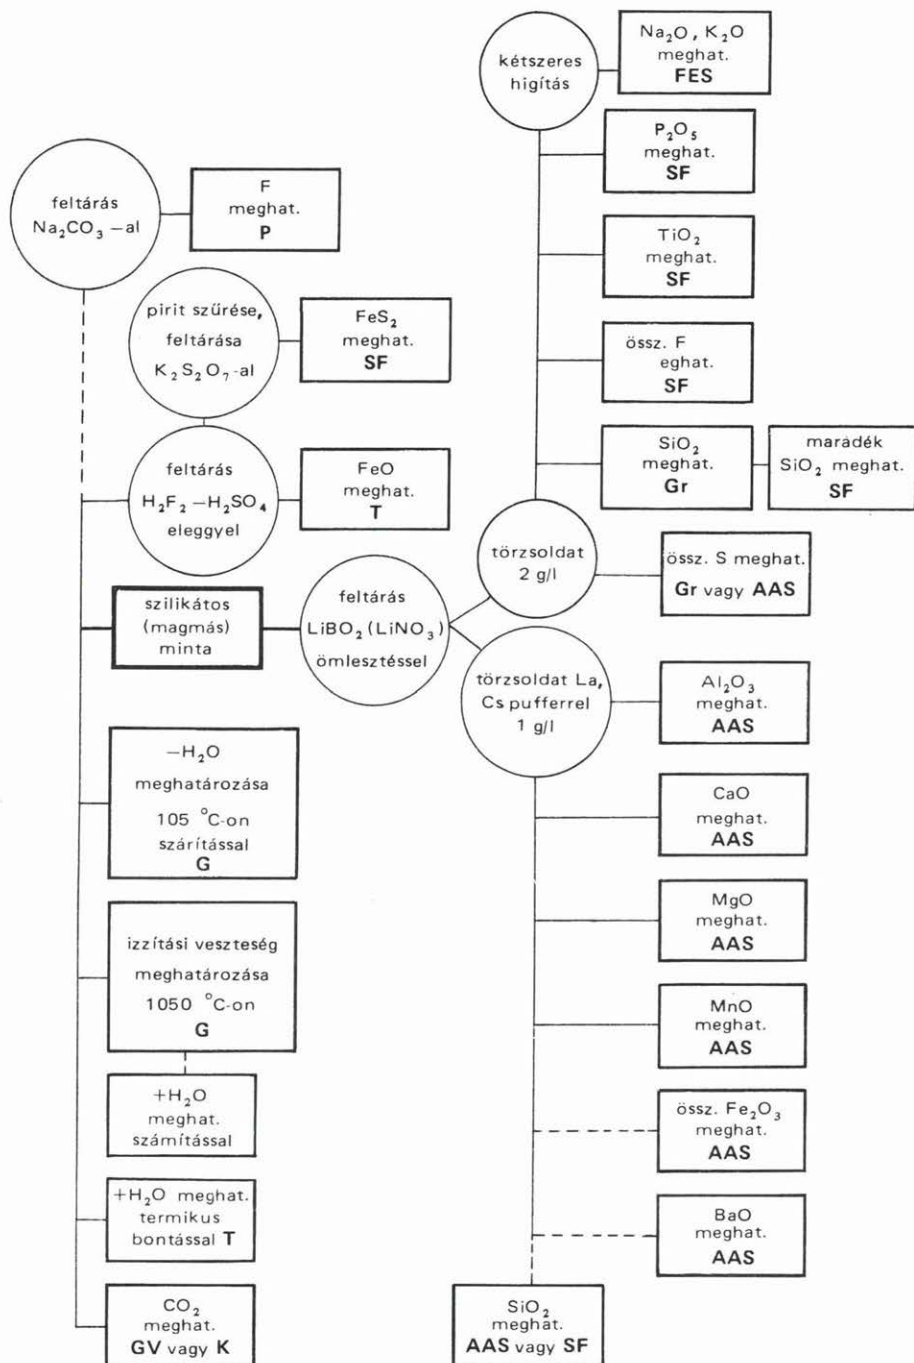 kétszeres
higítás
Na₂O, K₂O
meghat.
FES
P₂O₅
meghat.
SF
TiO₂
meghat.
SF
össz. F
eghat.
SF
SiO₂
meghat.
Gr
maradék
SiO₂ meghat.
SF
törzsoldat
2 g/l
össz. S meghat.
Gr vagy AAS
feltárás
Na₂CO₃ –al
F
meghat.
P
pirit szűrése,
feltárása
K₂S₂O₇-al
FeS₂
meghat.
SF
feltárás
H₂F₂ –H₂SO₄
eleggyel
FeO
meghat.
T
szilikátos
(magmás)
minta
feltárás
LiBO₂ (LiNO₃)
ömlesztéssel
törzsoldat La,
Cs pufferrel
1 g/l
Al₂O₃
meghat.
AAS
CaO
meghat.
AAS
MgO
meghat.
AAS
MnO
meghat.
AAS
össz. Fe₂O₃
meghat.
AAS
BaO
meghat.
AAS
SiO₂
meghat.
AAS vagy SF
–H₂O
meghatározása
105 °C-on
szárítással
G
izzítási veszteség
meghatározása
1050 °C-on
G
+H₂O
meghat.
számítással
+H₂O meghat.
termikus
bontással T
CO₂
meghat.
GV vagy K